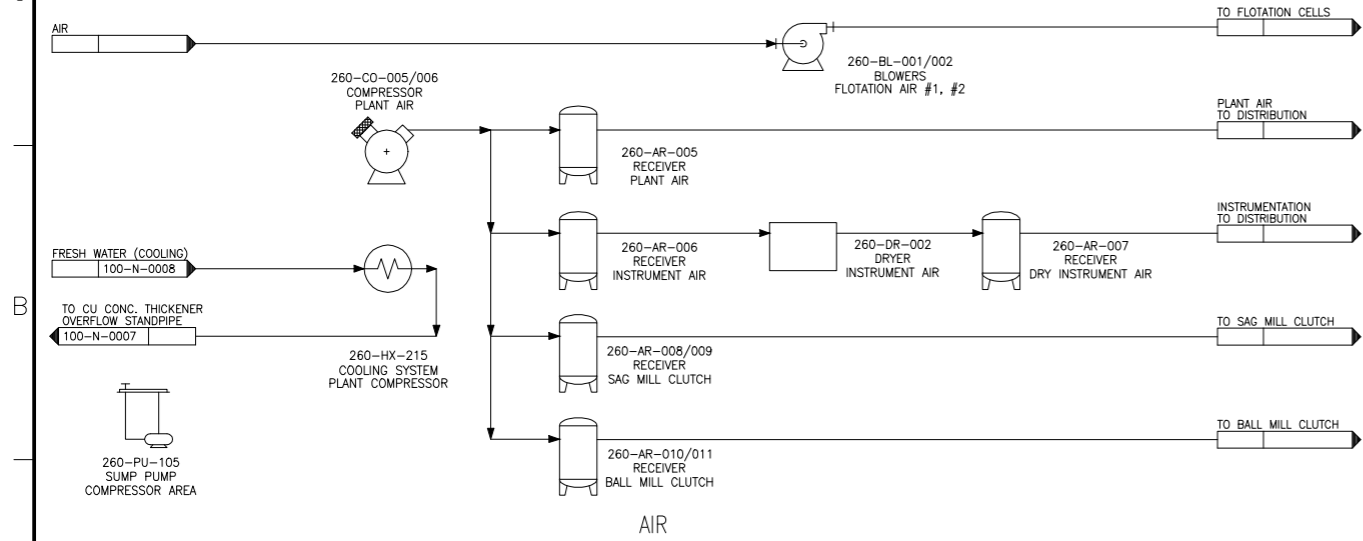 AIR
TO FLOTATION CELLS
260-BL-001/002
BLOWERS
FLOTATION AIR #1, #2
260-CO-005/006
COMPRESSOR
PLANT AIR
PLANT AIR
TO DISTRIBUTION
260-AR-005
RECEIVER
PLANT AIR
INSTRUMENTATION
TO DISTRIBUTION
260-AR-006
RECEIVER
INSTRUMENT AIR
260-DR-002
DRYER
INSTRUMENT AIR
260-AR-007
RECEIVER
DRY INSTRUMENT AIR
FRESH WATER (COOLING)
100-N-0008
B
TO CU CONC. THICKENER
OVERFLOW STANDPIPE
100-N-0007
260-HX-215
COOLING SYSTEM
PLANT COMPRESSOR
260-AR-008/009
RECEIVER
SAG MILL CLUTCH
TO SAG MILL CLUTCH
260-PU-105
SUMP PUMP
COMPRESSOR AREA
260-AR-010/011
RECEIVER
BALL MILL CLUTCH
TO BALL MILL CLUTCH
AIR